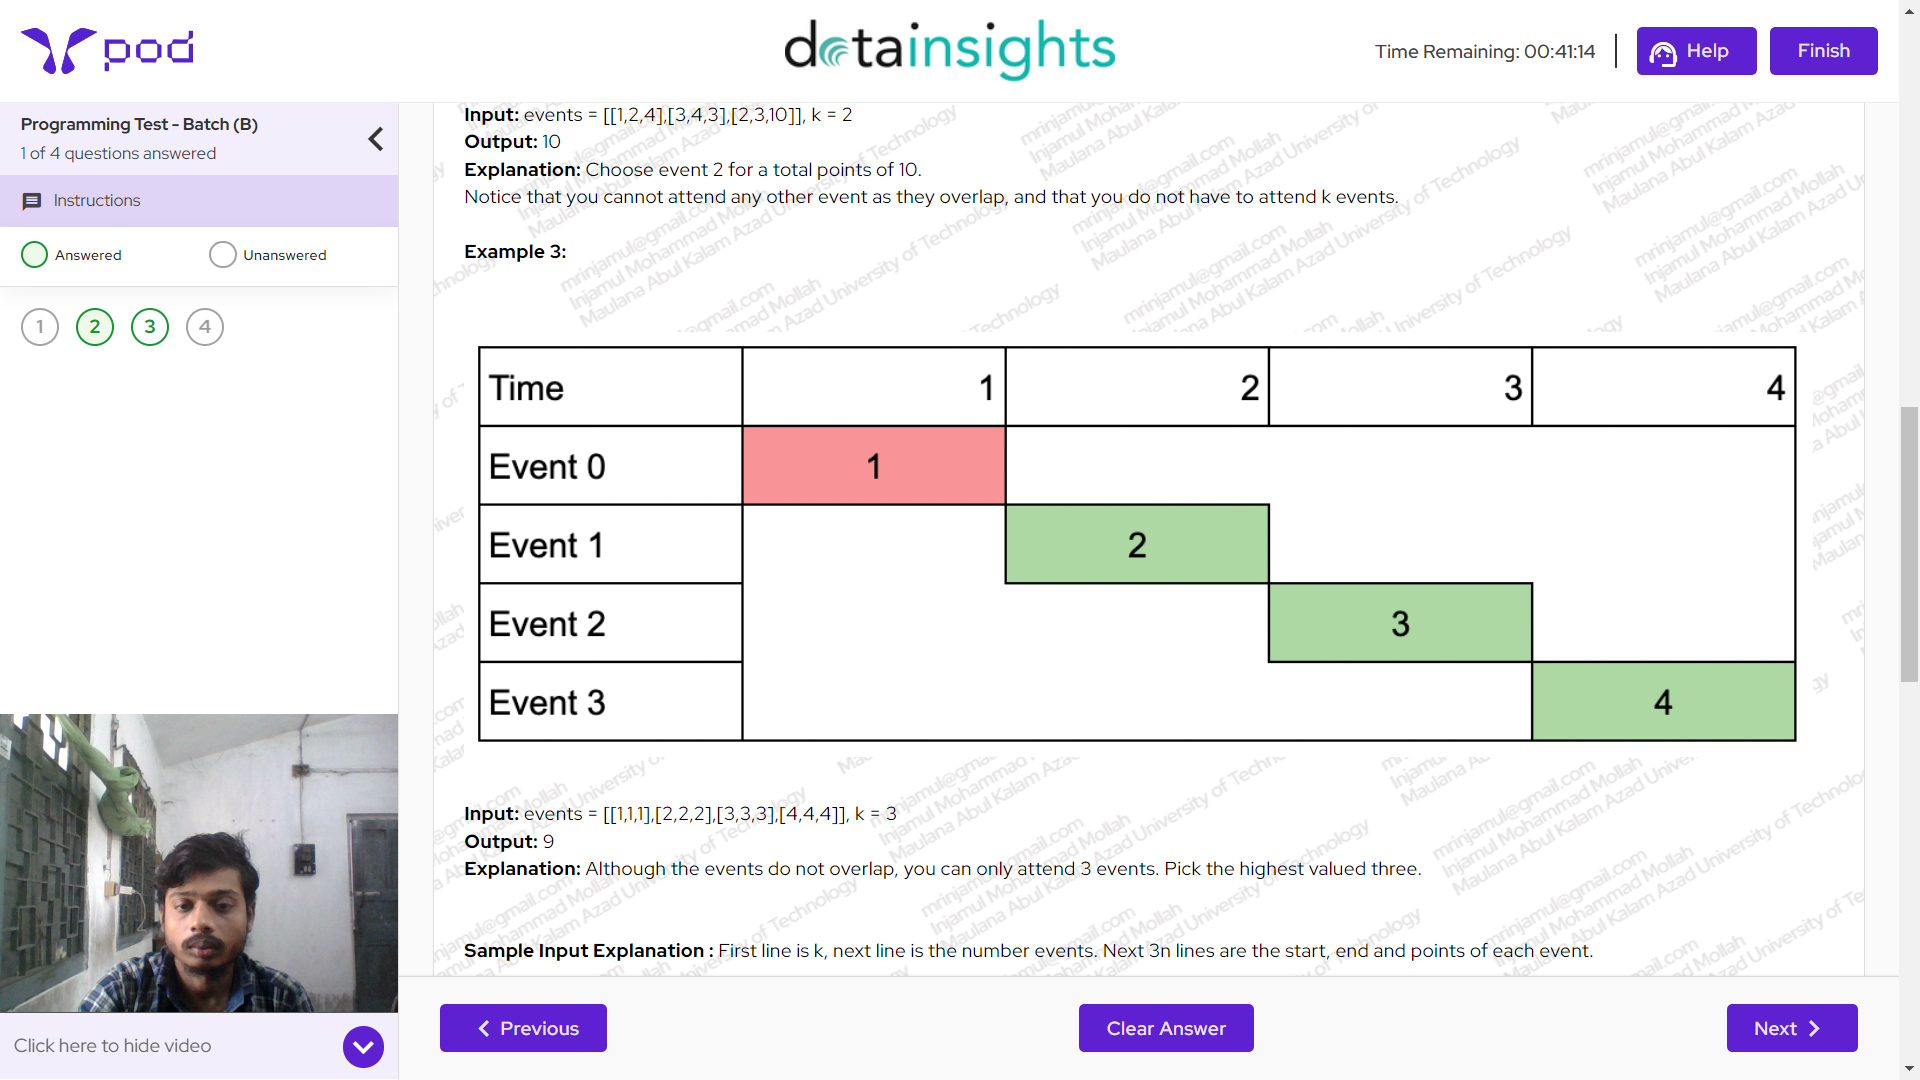 pod
datainsights
Time Remaining: 00:41:14
Help
Finish
Programming Test - Batch (B)
1 of 4 questions answered
Instructions
Answered
Unanswered
1
2
3
4
Click here to hide video
Input: events = [[1,2,4],[3,4,3],[2,3,10]], k = 2
Output: 10
Explanation: Choose event 2 for a total points of 10.
Notice that you cannot attend any other event as they overlap, and that you do not have to attend k events.
Example 3:
Time 1 2 3 4
Event 0 1
Event 1 2
Event 2 3
Event 3 4
Input: events = [[1,1,1],[2,2,2],[3,3,3],[4,4,4]], k = 3
Output: 9
Explanation: Although the events do not overlap, you can only attend 3 events. Pick the highest valued three.
Sample Input Explanation : First line is k, next line is the number events. Next 3n lines are the start, end and points of each event.
Previous
Clear Answer
Next